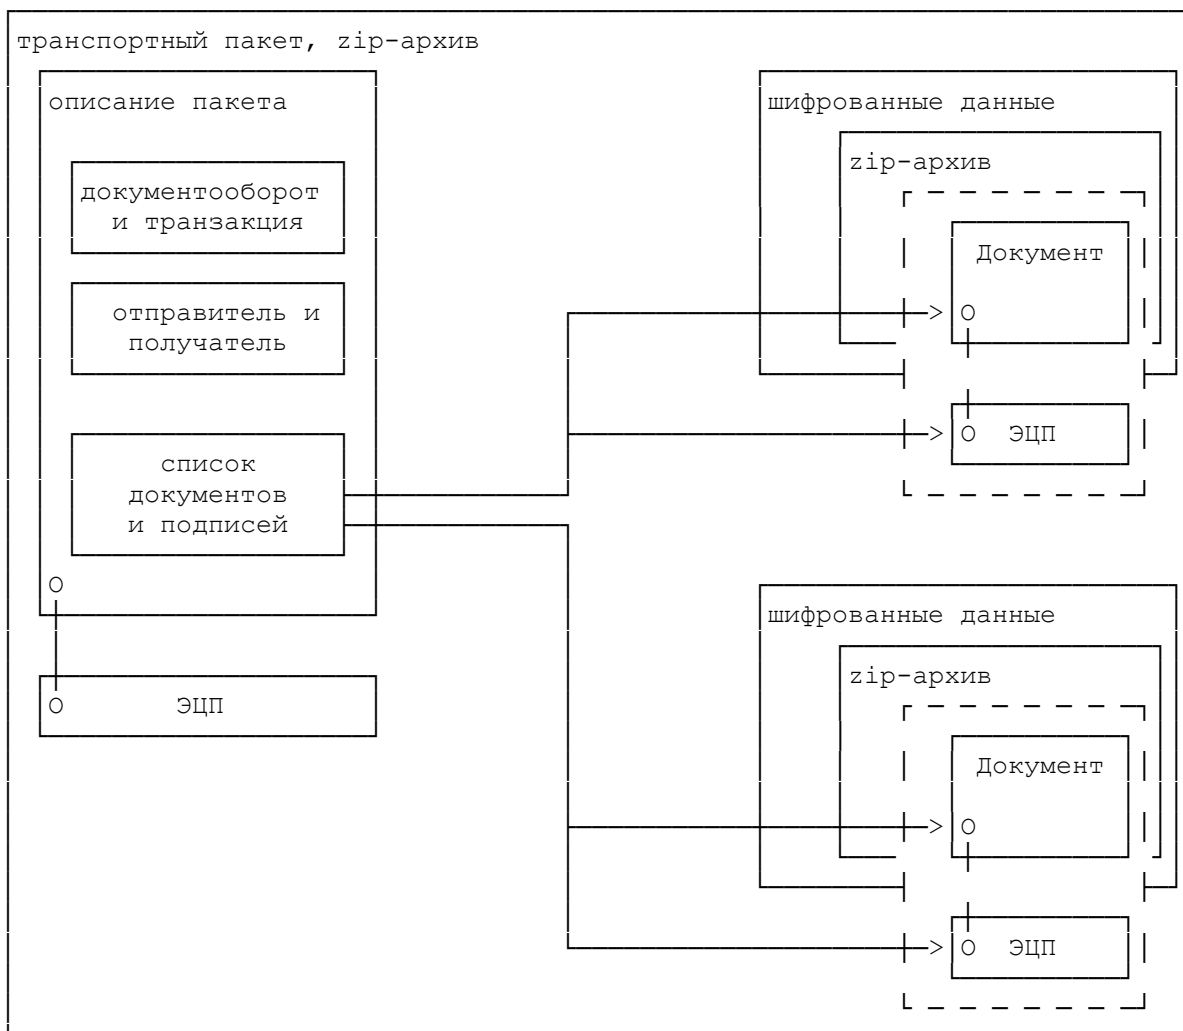 транспортный пакет, zip-архив
описание пакета
документооборот
и транзакция
отправитель и
получатель
список
документов
и подписей
О
О ЭЦП
шифрованные данные
zip-архив
Документ
> О
> О ЭЦП
шифрованные данные
zip-архив
Документ
> О
> О ЭЦП